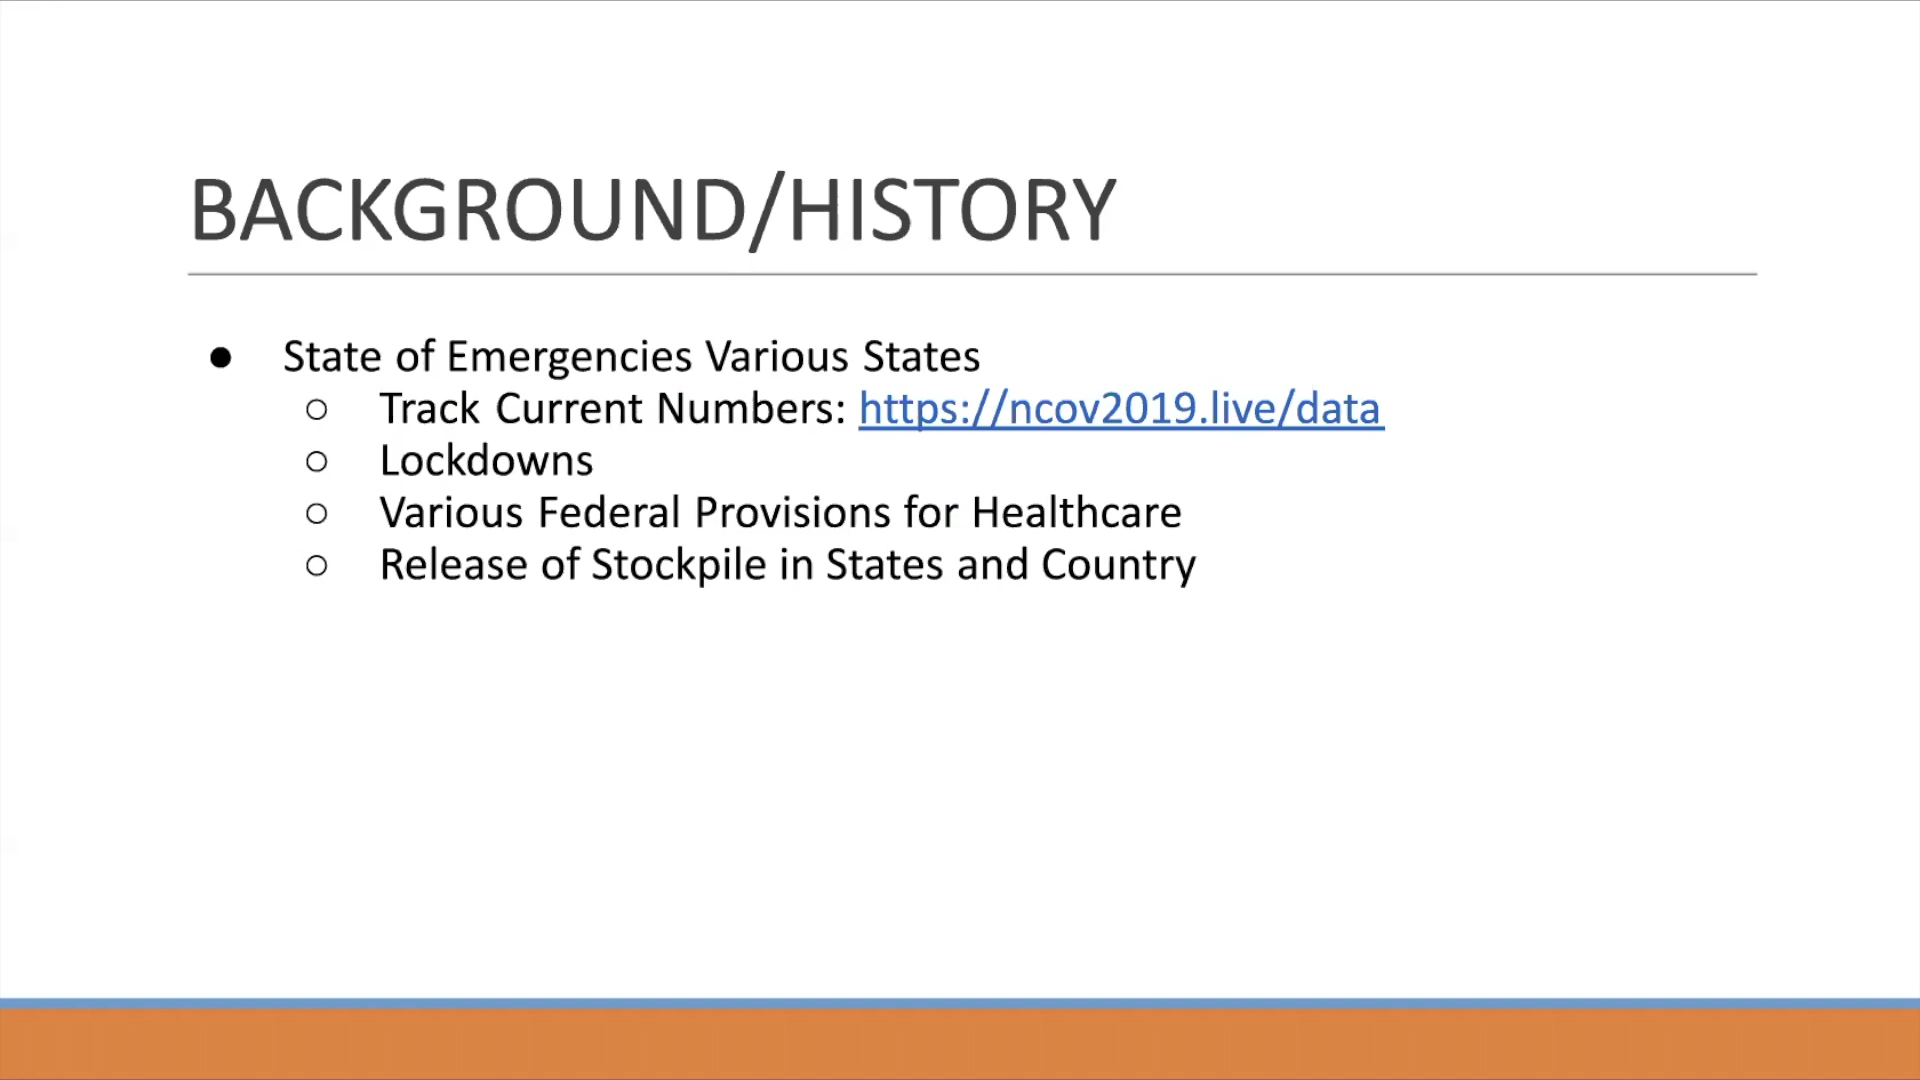 BACKGROUND/HISTORY
● State of Emergencies Various States
○ Track Current Numbers: https://ncov2019.live/data
○ Lockdowns
○ Various Federal Provisions for Healthcare
○ Release of Stockpile in States and Country